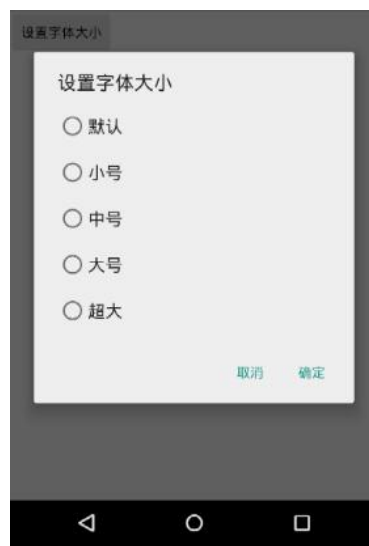 设置字体大小
设置字体大小
默认
小号
中号
大号
超大
取消 确定